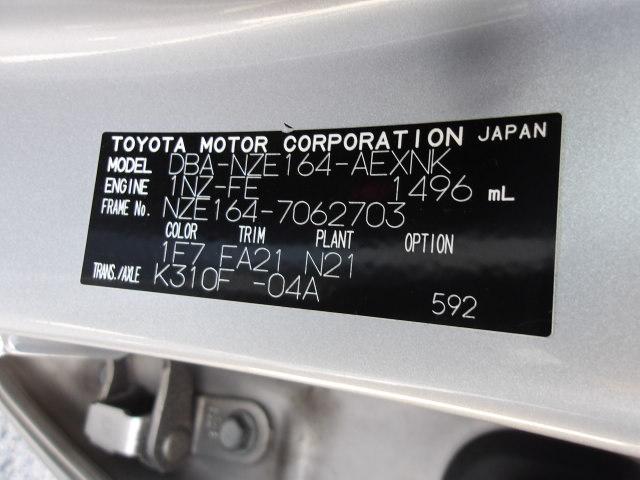 TOYOTA MOTOR CORPORATION JAPAN
MODEL DBA-NZE164-AEXNK
ENGINE 1NZ-FE 1496 mL
FRAME No. NZE164-7062703
COLOR TRIM PLANT OPTION
1F7 FA21 N21
TRANS./AXLE K310F -04A
592